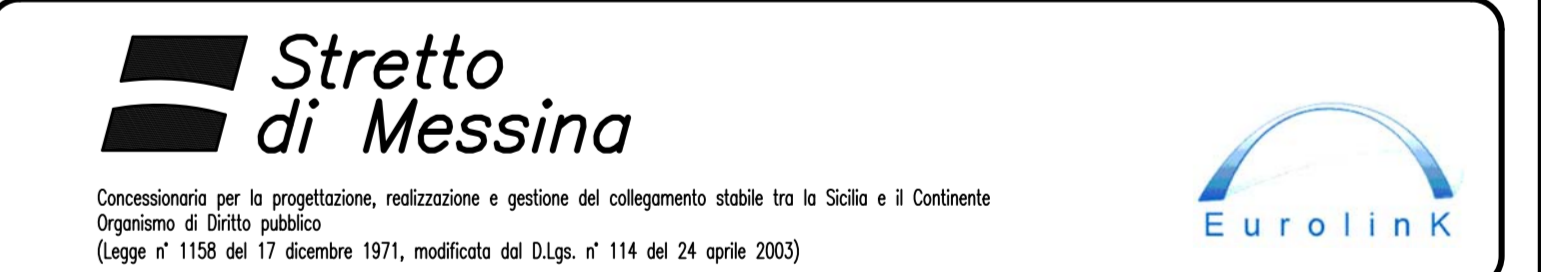 Stretto
di Messina
Concessionaria per la progettazione, realizzazione e gestione del collegamento stabile tra la Sicilia e il Continente
Organismo di Diritto pubblico
(Legge n° 1158 del 17 dicembre 1971, modificata dal D.Lgs. n° 114 del 24 aprile 2003)
EurolinK